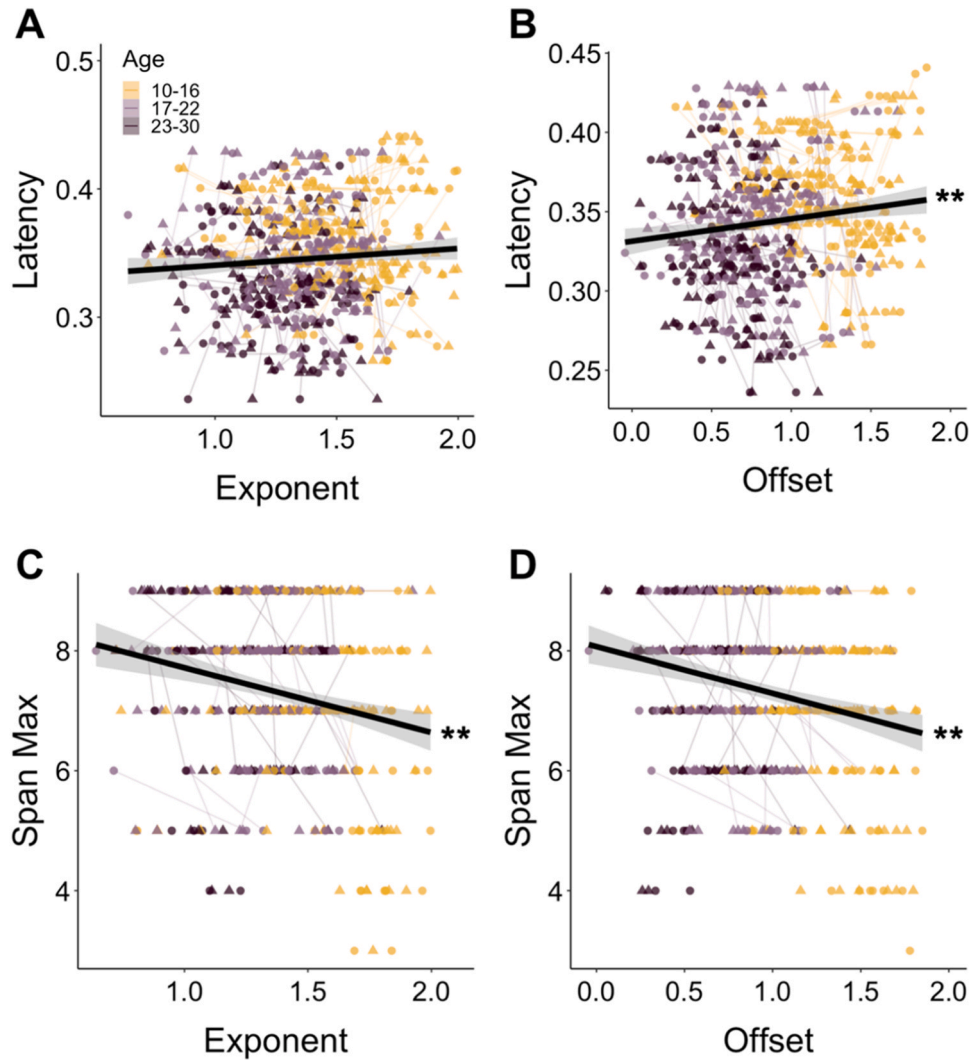 A
Latency
0.5
0.4
0.3
Age
10-16
17-22
23-30
1.0 1.5 2.0
Exponent
B
Latency
0.45
0.40
0.35
0.30
0.25
**
0.0 0.5 1.0 1.5 2.0
Offset
C
Span Max
8
6
4
**
1.0 1.5 2.0
Exponent
D
Span Max
8
6
4
**
0.0 0.5 1.0 1.5 2.0
Offset